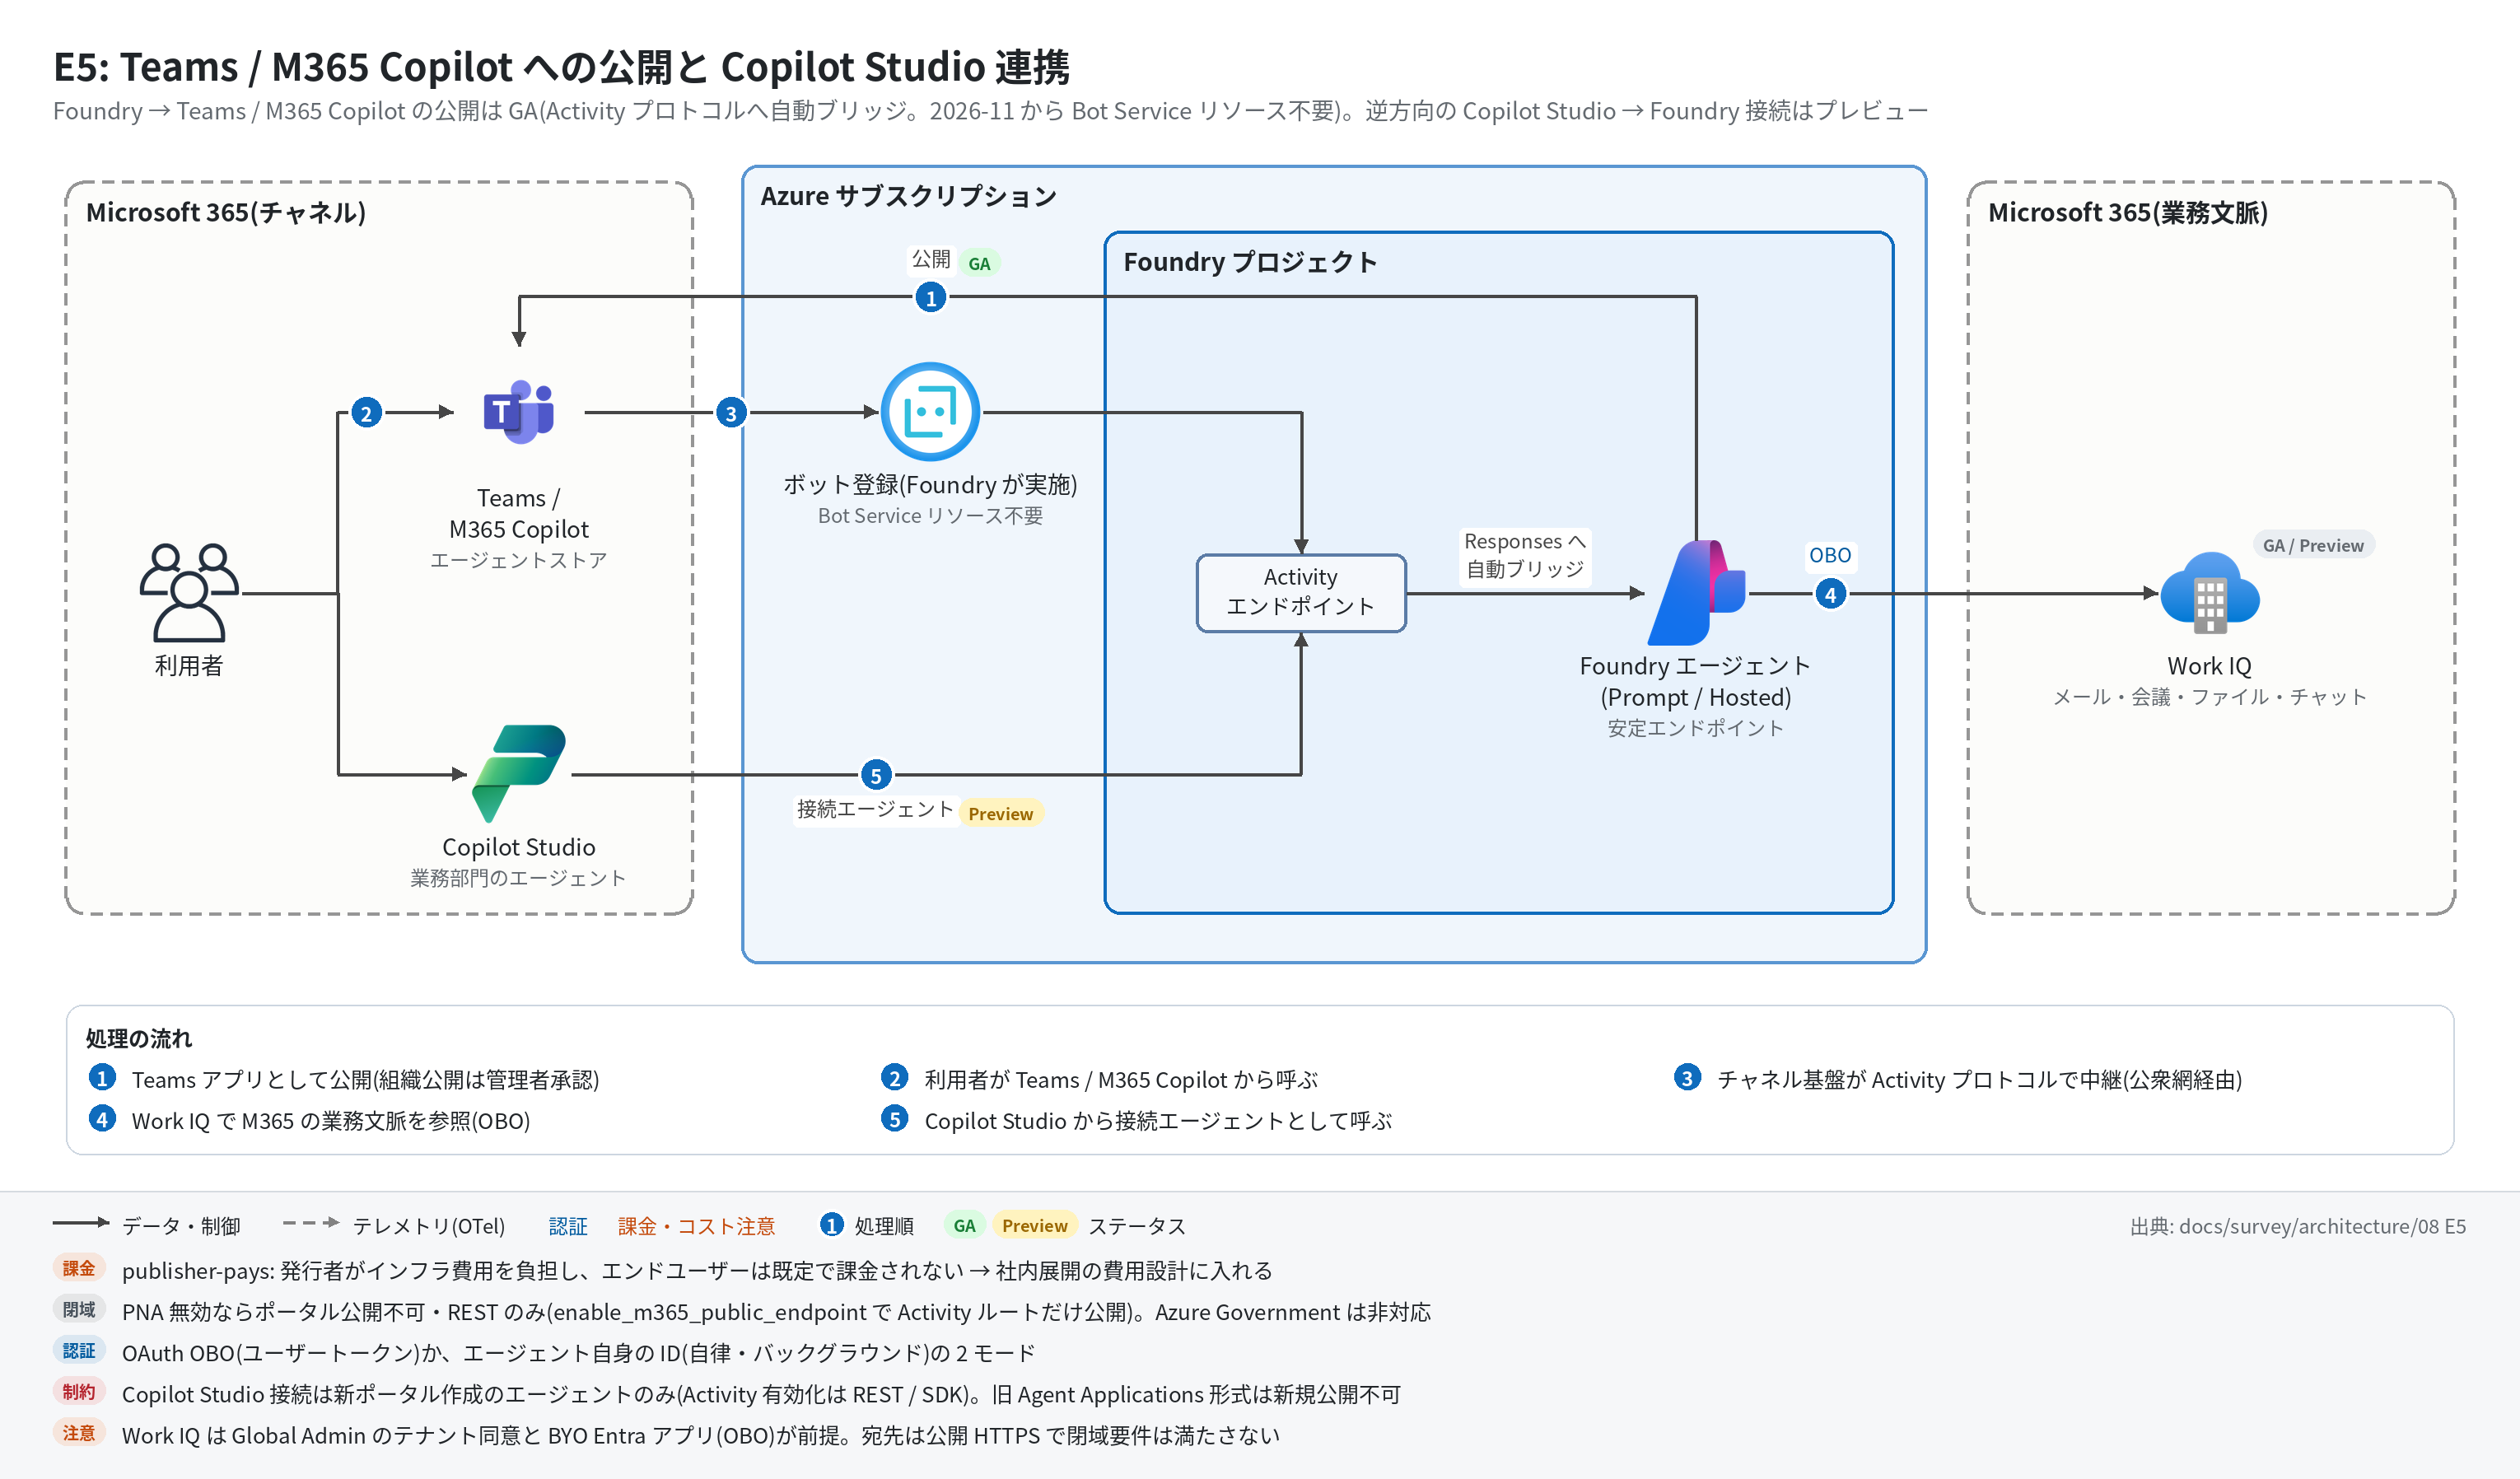 E5: Teams / M365 Copilot への公開と Copilot Studio 連携
Foundry → Teams / M365 Copilot の公開は GA(Activity プロトコルへ自動ブリッジ。2026-11 から Bot Service リソース不要)。逆方向の Copilot Studio → Foundry 接続はプレビュー
Microsoft 365(チャネル)
Azure サブスクリプション
Foundry プロジェクト
Microsoft 365(業務文脈)
公開 GA
1
2
3
T
ボット登録(Foundry が実施)
Bot Service リソース不要
Teams /
M365 Copilot
エージェントストア
利用者
Activity
エンドポイント
Responses へ
自動ブリッジ
OBO
4
GA / Preview
Foundry エージェント
(Prompt / Hosted)
安定エンドポイント
Work IQ
メール・会議・ファイル・チャット
5
接続エージェント Preview
Copilot Studio
業務部門のエージェント
処理の流れ
1 Teams アプリとして公開(組織公開は管理者承認)
2 利用者が Teams / M365 Copilot から呼ぶ
3 チャネル基盤が Activity プロトコルで中継(公衆網経由)
4 Work IQ で M365 の業務文脈を参照(OBO)
5 Copilot Studio から接続エージェントとして呼ぶ
データ・制御 テレメトリ(OTel) 認証 課金・コスト注意 1 処理順 GA Preview ステータス
出典: docs/survey/architecture/08 E5
課金 publisher-pays: 発行者がインフラ費用を負担し、エンドユーザーは既定で課金されない → 社内展開の費用設計に入れる
閉域 PNA 無効ならポータル公開不可・REST のみ(enable_m365_public_endpoint で Activity ルートだけ公開)。Azure Government は非対応
認証 OAuth OBO(ユーザートークン)か、エージェント自身の ID(自律・バックグラウンド)の 2 モード
制約 Copilot Studio 接続は新ポータル作成のエージェントのみ(Activity 有効化は REST / SDK)。旧 Agent Applications 形式は新規公開不可
注意 Work IQ は Global Admin のテナント同意と BYO Entra アプリ(OBO)が前提。宛先は公開 HTTPS で閉域要件は満たさない